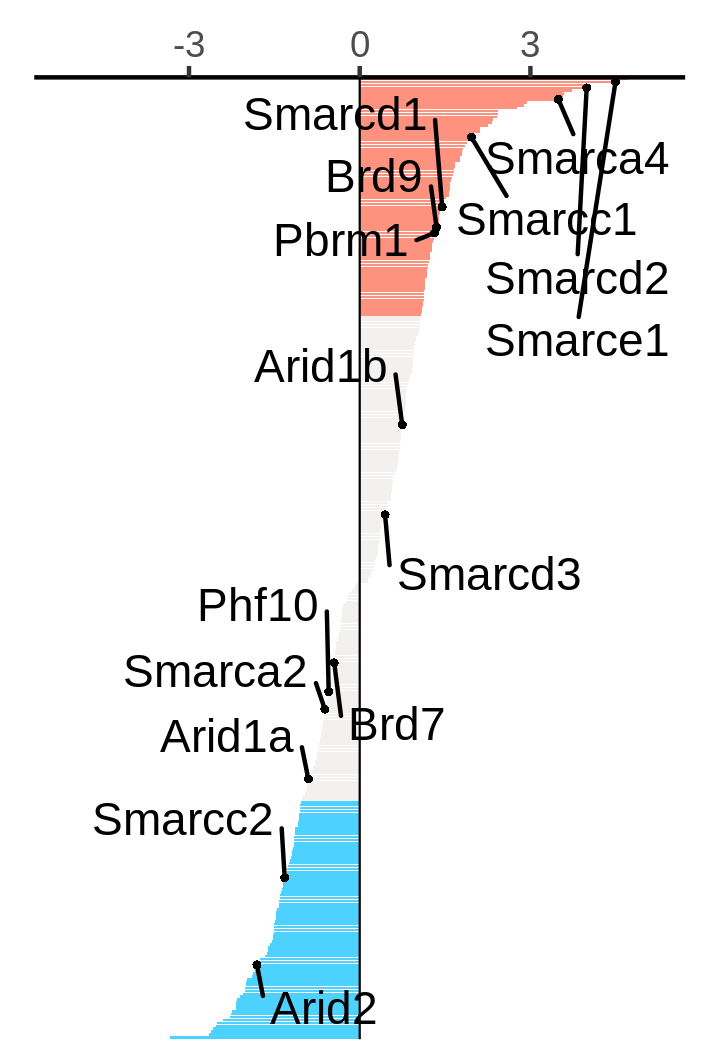 -3 0 3
Smarcd1
Smarca4
Brd9
Smarcc1
Pbrm1
Smarcd2
Smarce1
Arid1b
Smarcd3
Phf10
Smarca2
Brd7
Arid1a
Smarcc2
Arid2